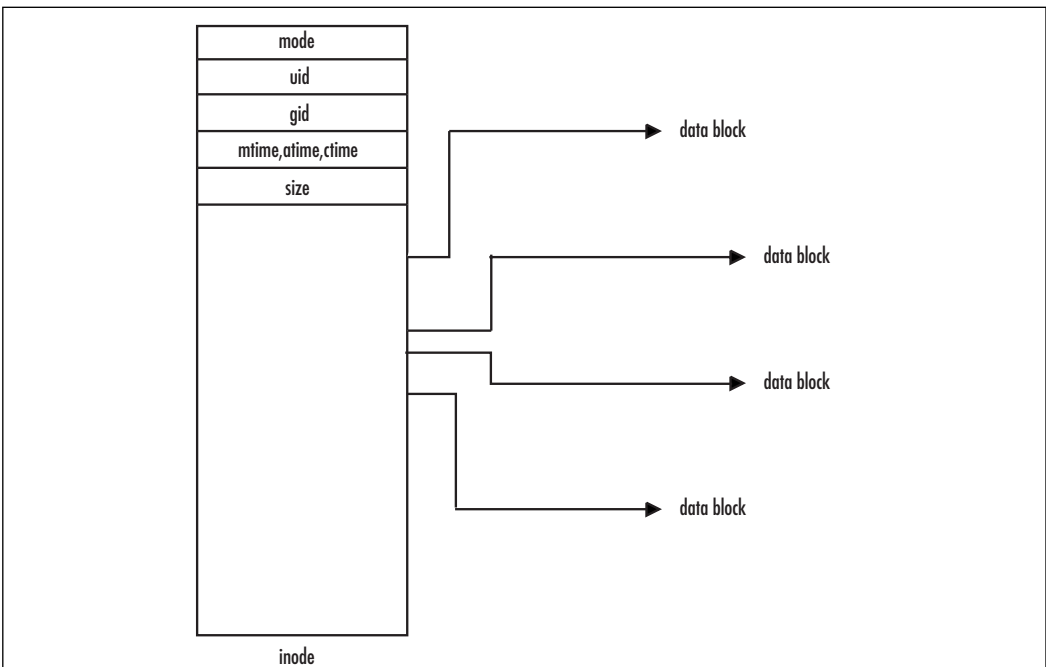 mode
uid
gid
mtime,atime,ctime
size
data block
data block
data block
data block
inode